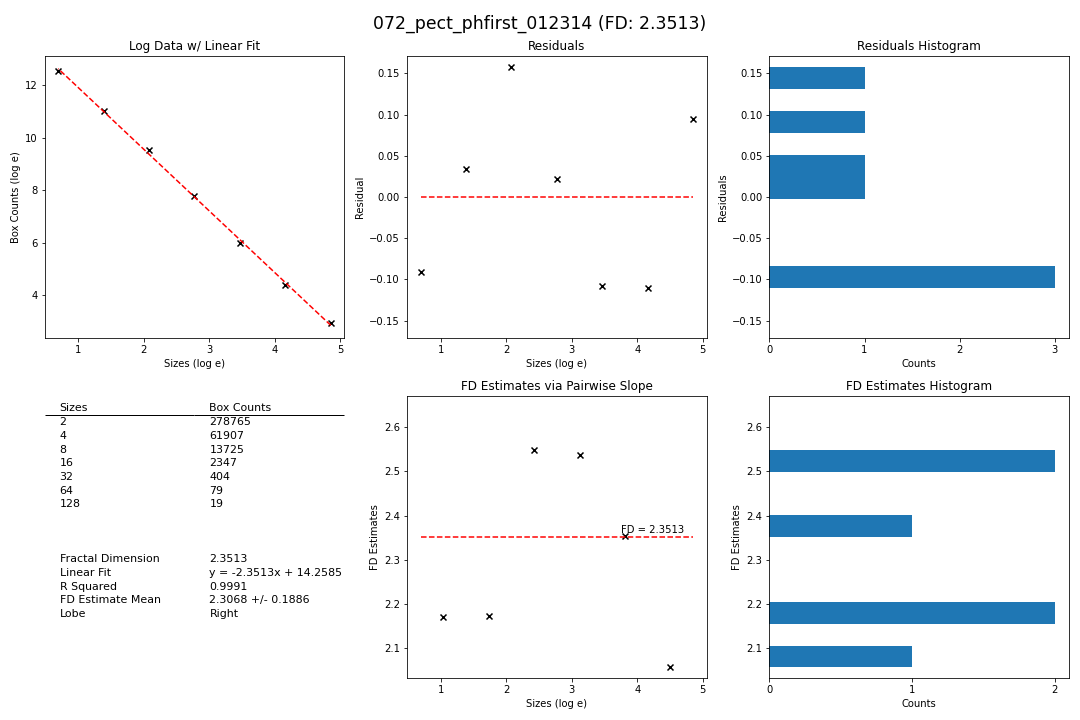 072_pect_phfirst_012314 (FD: 2.3513)
Log Data w/ Linear Fit
Box Counts (log e)
12
10
8
6
4
1 2 3 4 5
Sizes (log e)
Residuals
Residual
0.15
0.10
0.05
0.00
−0.05
−0.10
−0.15
1 2 3 4 5
Sizes (log e)
Residuals Histogram
Residuals
0.15
0.10
0.05
0.00
−0.05
−0.10
−0.15
0 1 2 3
Counts
Sizes Box Counts
2 278765
4 61907
8 13725
16 2347
32 404
64 79
128 19
Fractal Dimension 2.3513
Linear Fit y = -2.3513x + 14.2585
R Squared 0.9991
FD Estimate Mean 2.3068 +/- 0.1886
Lobe Right
FD Estimates via Pairwise Slope
FD Estimates
2.6
2.5
2.4
2.3
2.2
2.1
FD = 2.3513
1 2 3 4 5
Sizes (log e)
FD Estimates Histogram
FD Estimates
2.6
2.5
2.4
2.3
2.2
2.1
0 1 2
Counts